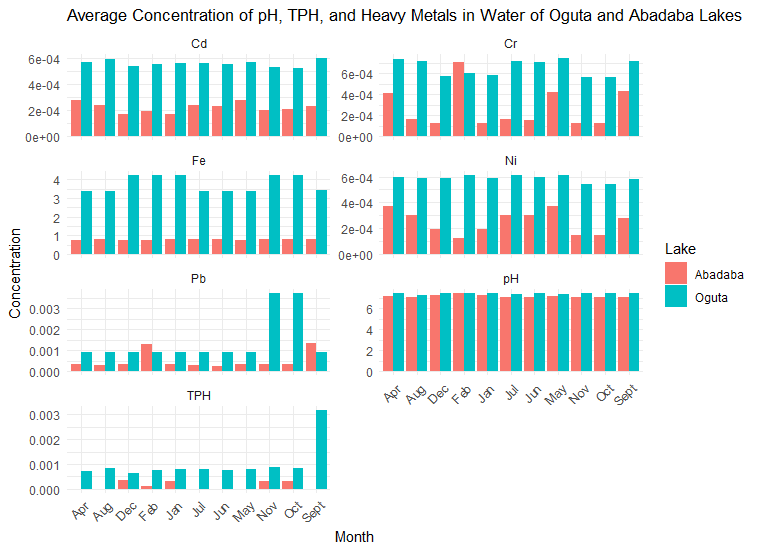 Average Concentration of pH, TPH, and Heavy Metals in Water of Oguta and Abadaba Lakes
Cd
6e-04
4e-04
2e-04
0e+00
Cr
6e-04
4e-04
2e-04
0e+00
Fe
4
3
2
1
0
Ni
6e-04
4e-04
2e-04
0e+00
Pb
0.003
0.002
0.001
0.000
pH
6
4
2
0
Apr Aug Dec Feb Jan Jul Jun May Nov Oct Sept
TPH
0.003
0.002
0.001
0.000
Apr Aug Dec Feb Jan Jul Jun May Nov Oct Sept
Concentration
Month
Lake
Abadaba
Oguta